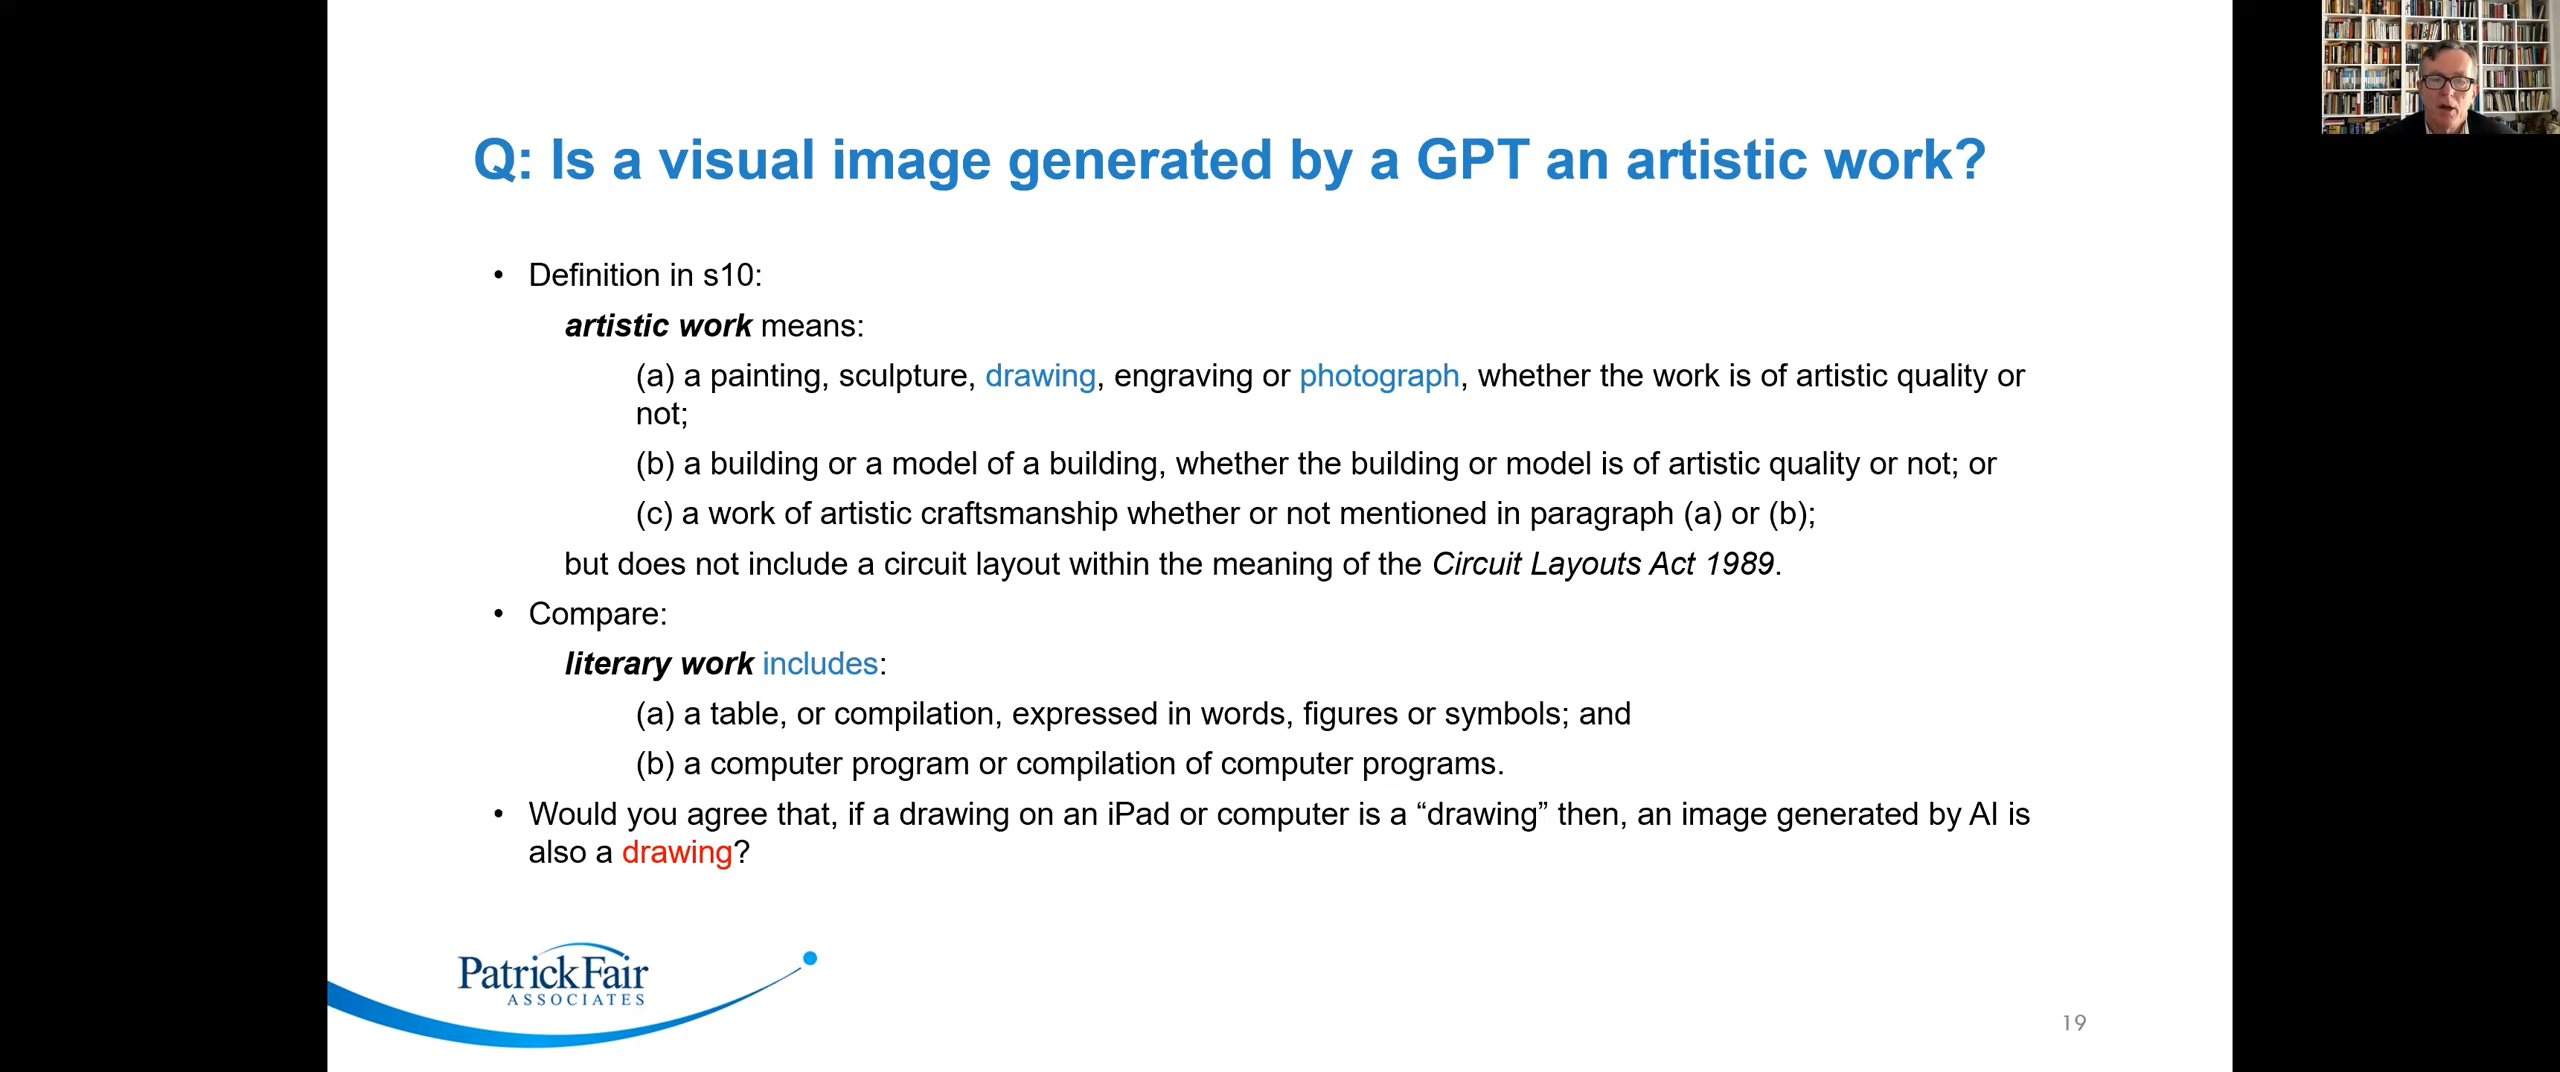 Q: Is a visual image generated by a GPT an artistic work?
• Definition in s10:
artistic work means:
(a) a painting, sculpture, drawing, engraving or photograph, whether the work is of artistic quality or
not;
(b) a building or a model of a building, whether the building or model is of artistic quality or not; or
(c) a work of artistic craftsmanship whether or not mentioned in paragraph (a) or (b);
but does not include a circuit layout within the meaning of the Circuit Layouts Act 1989.
• Compare:
literary work includes:
(a) a table, or compilation, expressed in words, figures or symbols; and
(b) a computer program or compilation of computer programs.
• Would you agree that, if a drawing on an iPad or computer is a “drawing” then, an image generated by AI is
also a drawing?
PatrickFair
ASSOCIATES
19